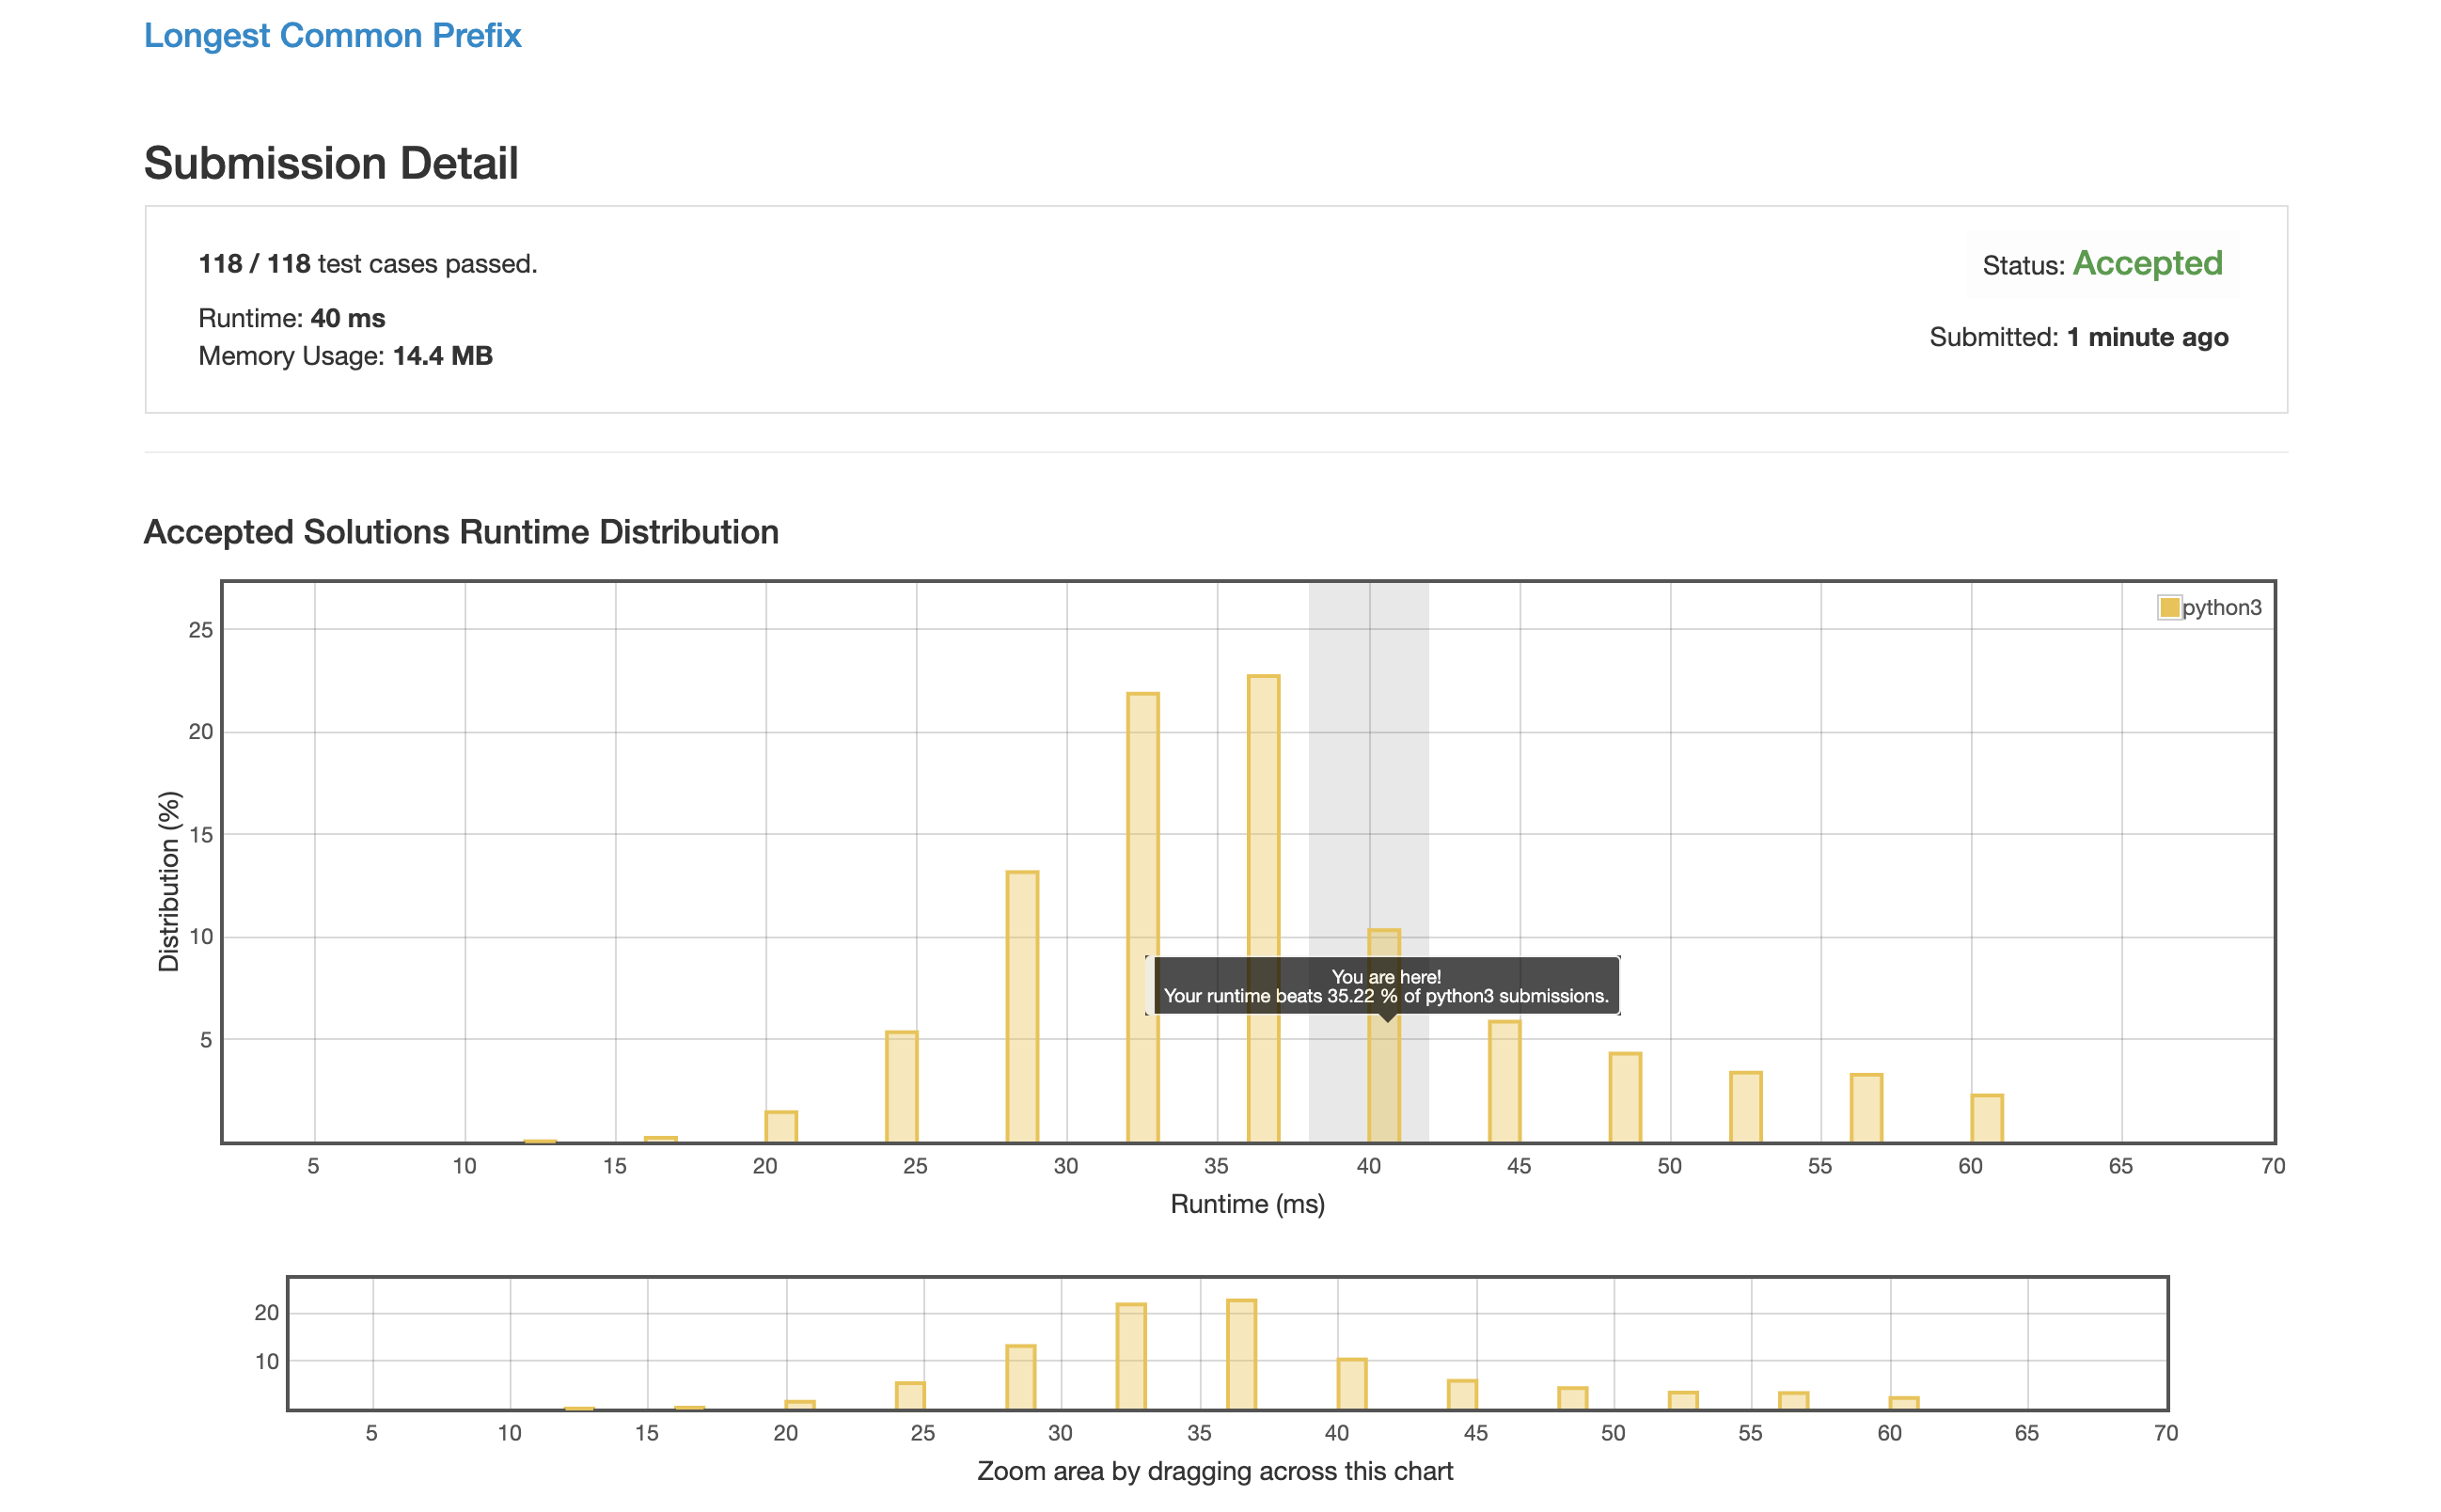 Longest Common Prefix
Submission Detail
118 / 118 test cases passed.
Status: Accepted
Runtime: 40 ms
Submitted: 1 minute ago
Memory Usage: 14.4 MB
Accepted Solutions Runtime Distribution
python3
25
20
15
10
5
Distribution (%)
You are here!
Your runtime beats 35.22 % of python3 submissions.
5 10 15 20 25 30 35 40 45 50 55 60 65 70
Runtime (ms)
20
10
5 10 15 20 25 30 35 40 45 50 55 60 65 70
Zoom area by dragging across this chart